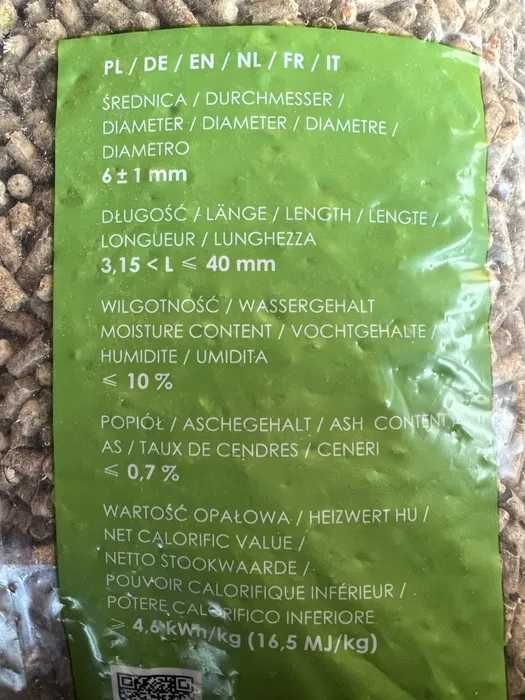 PL / DE / EN / NL / FR / IT
ŚREDNICA / DURCHMESSER /
DIAMETER / DIAMETER / DIAMETRE /
DIAMETRO
6 ± 1 mm
DŁUGOŚĆ / LÄNGE / LENGTH / LENGTE /
LONGUEUR / LUNGHEZZA
3,15 < L ⩽ 40 mm
WILGOTNOŚĆ / WASSERGEHALT
MOISTURE CONTENT / VOCHTGEHALTE /
HUMIDITE / UMIDITA
⩽ 10 %
POPIÓŁ / ASCHEGEHALT / ASH CONTENT
AS / TAUX DE CENDRES / CENERI
⩽ 0,7 %
WARTOŚĆ OPAŁOWA / HEIZWERT HU /
NET CALORIFIC VALUE /
NETTO STOOKWAARDE /
POUVOIR CALORIFIQUE INFÉRIEUR /
POTERE CALORIFICO INFERIORE
⩾ 4,6 kWh/kg (16,5 MJ/kg)